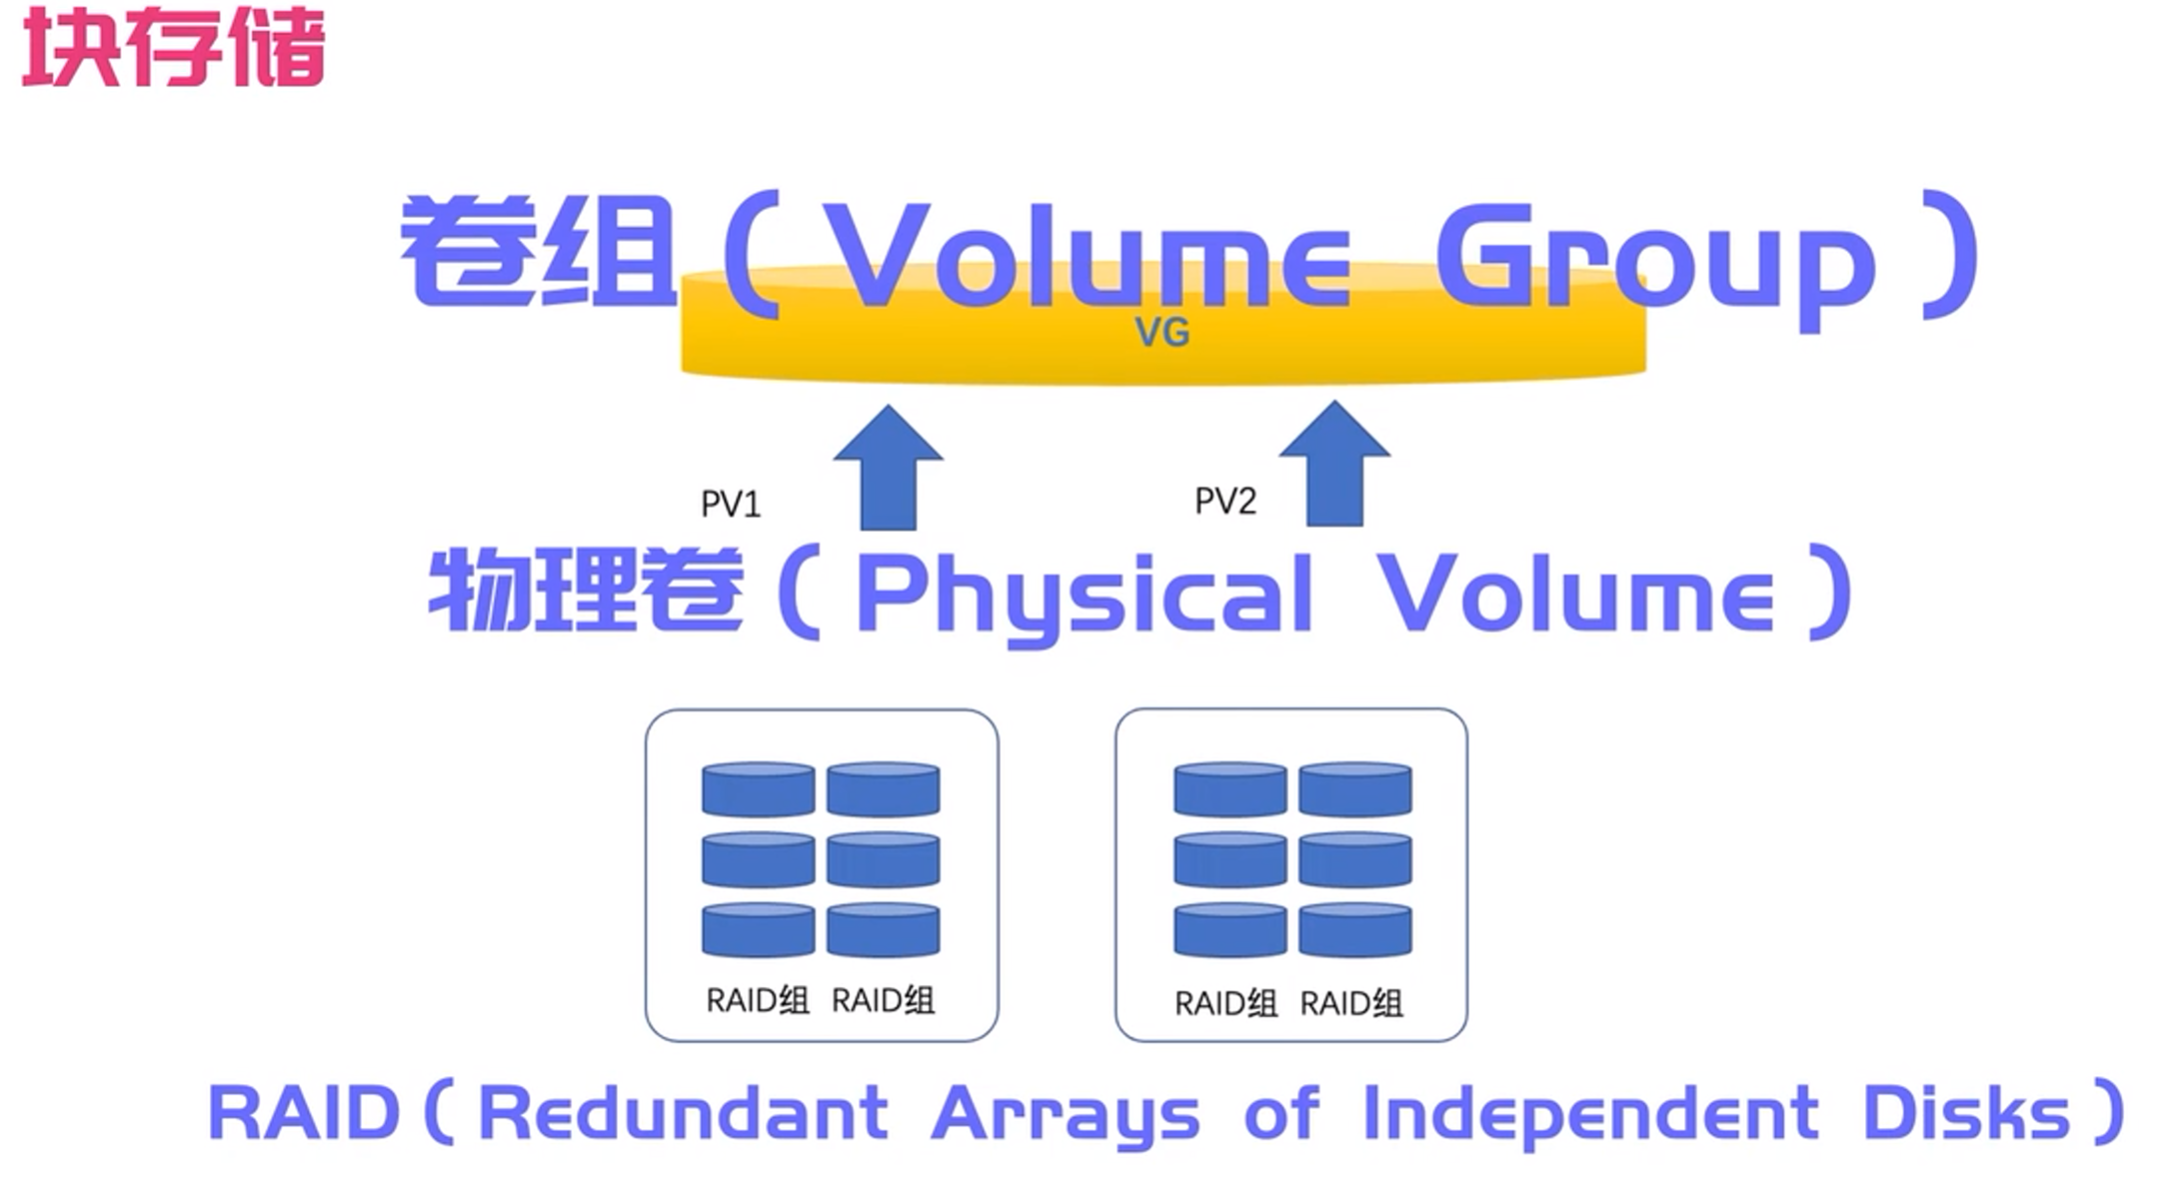 块存储
卷组（Volume Group）
VG
PV1
PV2
物理卷（Physical Volume）
RAID组 RAID组
RAID组 RAID组
RAID（Redundant Arrays of Independent Disks）